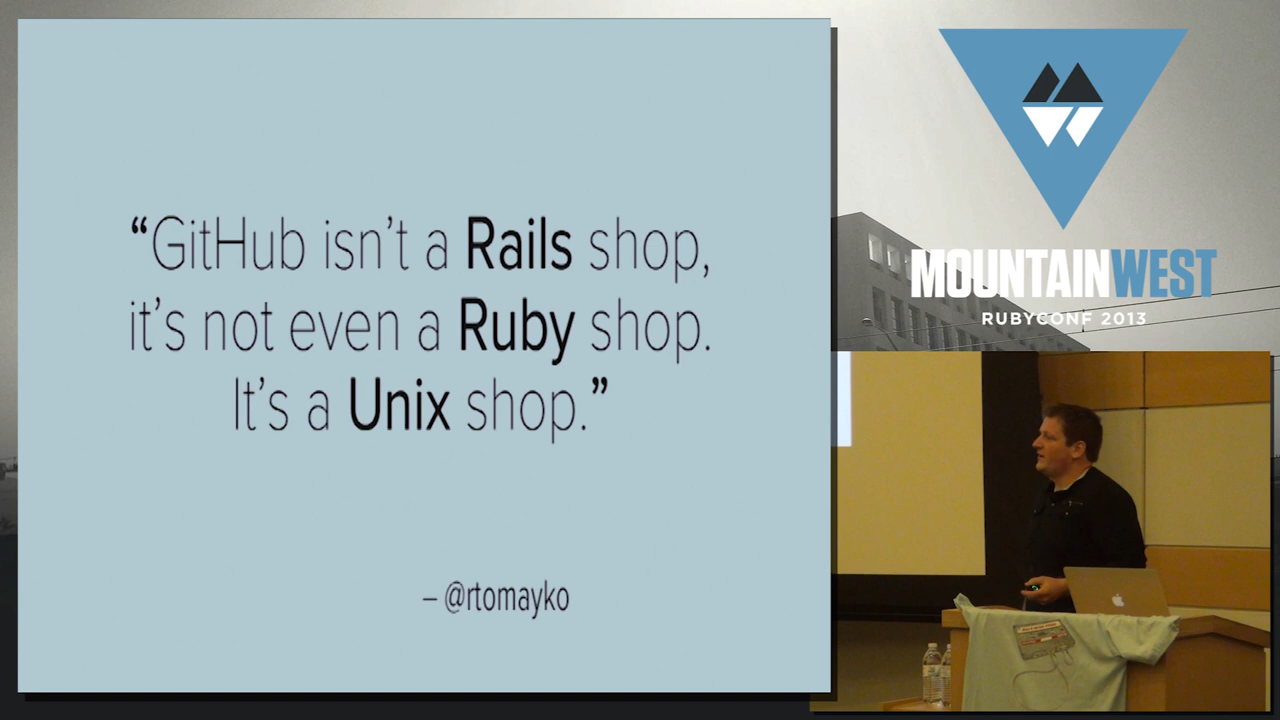 “GitHub isn’t a Rails shop,
it’s not even a Ruby shop.
It’s a Unix shop.”
– @rtomayko
MOUNTAINWEST
RUBYCONF 2013